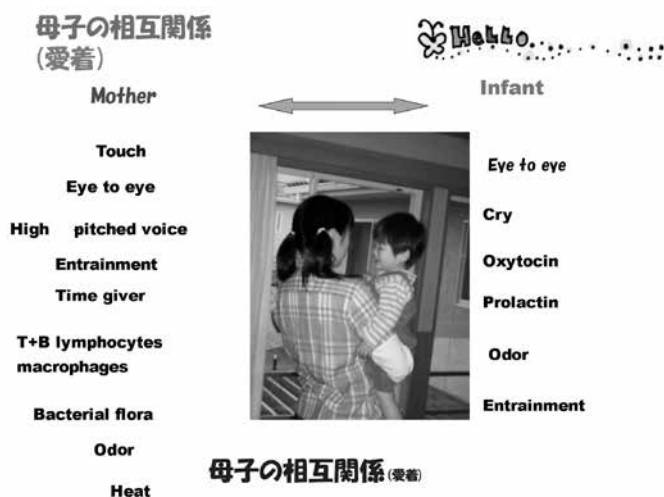 母子の相互関係
(愛着)
HeLLo
Mother
Infant
Touch
Eye to eye
High pitched voice
Entrainment
Time giver
T+B lymphocytes
macrophages
Bacterial flora
Odor
Heat
Eye to eye
Cry
Oxytocin
Prolactin
Odor
Entrainment
母子の相互関係(愛着)